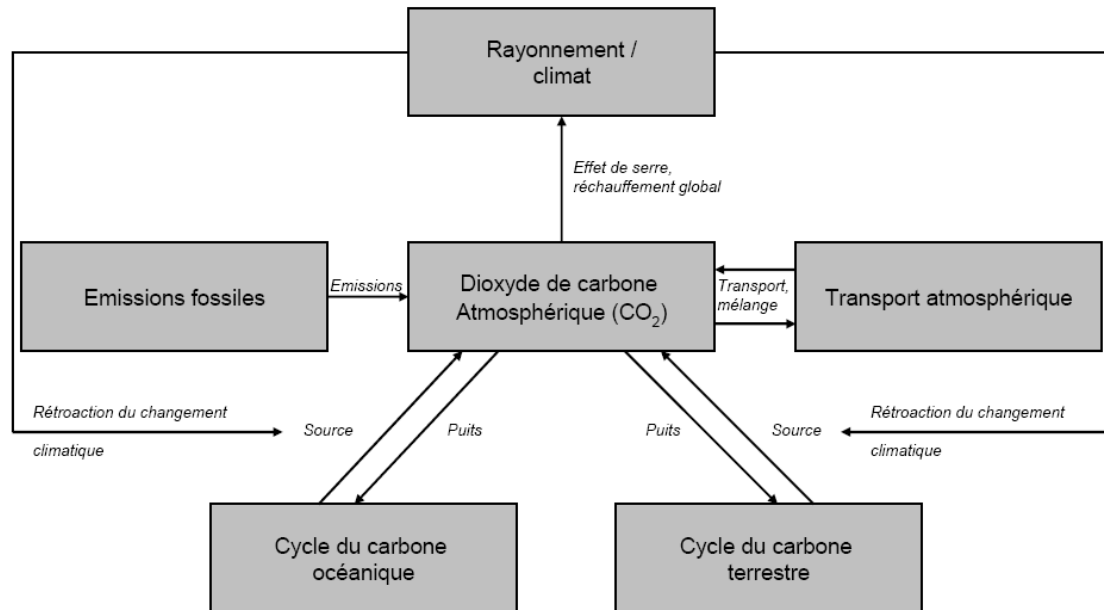 Rayonnement /
climat
Effet de serre,
réchauffement global
Emissions fossiles
Emissions
Dioxyde de carbone
Atmosphérique (CO₂)
Transport,
mélange
Transport atmosphérique
Rétroaction du changement
climatique
Source
Puits
Puits
Source
Rétroaction du changement
climatique
Cycle du carbone
océanique
Cycle du carbone
terrestre